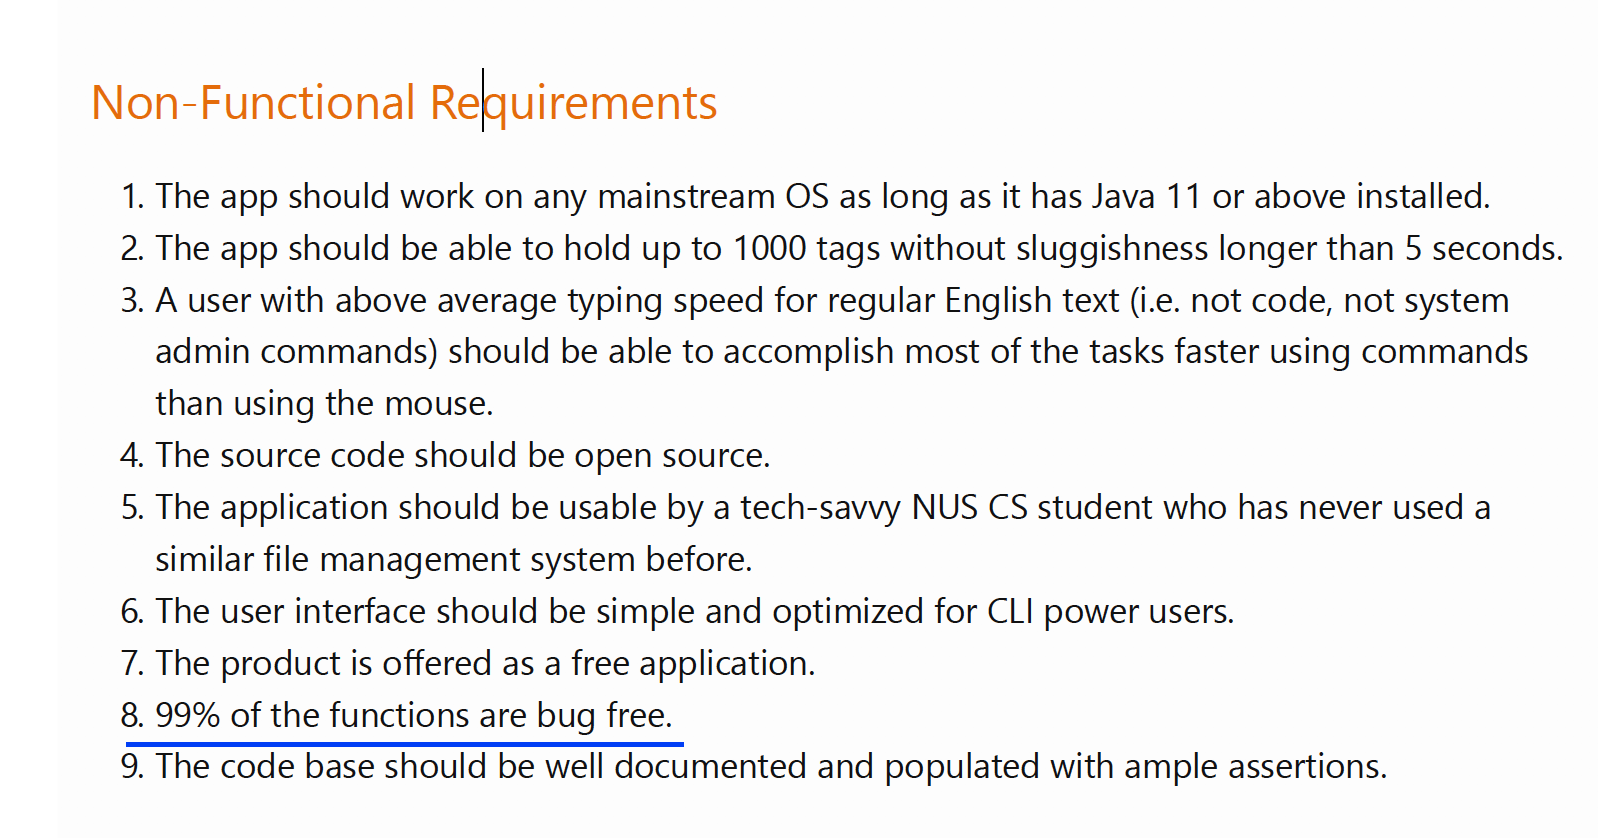 Non-Functional Requirements
1. The app should work on any mainstream OS as long as it has Java 11 or above installed.
2. The app should be able to hold up to 1000 tags without sluggishness longer than 5 seconds.
3. A user with above average typing speed for regular English text (i.e. not code, not system
admin commands) should be able to accomplish most of the tasks faster using commands
than using the mouse.
4. The source code should be open source.
5. The application should be usable by a tech-savvy NUS CS student who has never used a
similar file management system before.
6. The user interface should be simple and optimized for CLI power users.
7. The product is offered as a free application.
8. 99% of the functions are bug free.
9. The code base should be well documented and populated with ample assertions.